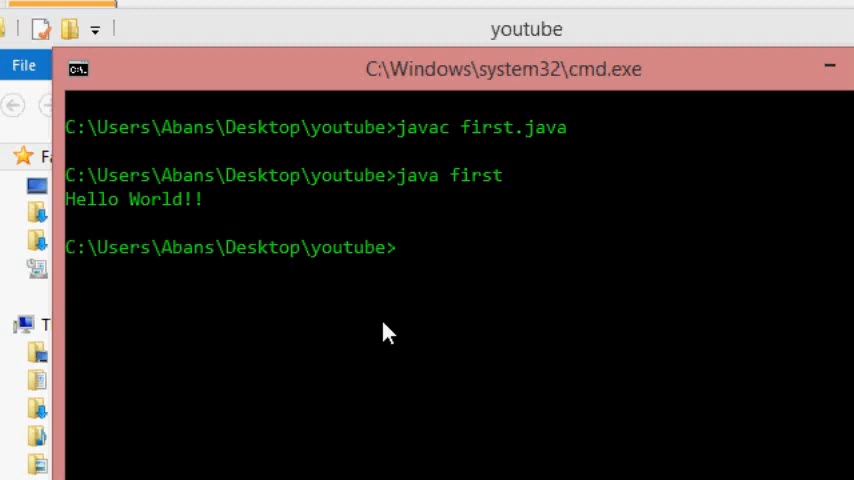 youtube
File
C:\Windows\system32\cmd.exe
C:\Users\Abans\Desktop\youtube>javac first.java
C:\Users\Abans\Desktop\youtube>java first
Hello World!!
C:\Users\Abans\Desktop\youtube>
Fa
T